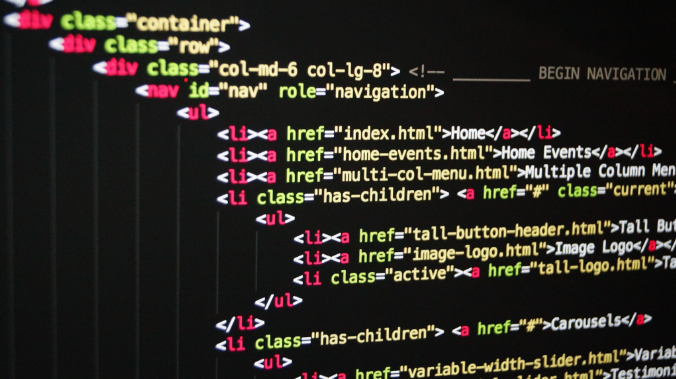 <div class="container">
<div class="row">
<div class="col-md-6 col-lg-8"> <!-- __________ BEGIN NAVIGATION _
<nav id="nav" role="navigation">
<ul>
<li><a href="index.html">Home</a></li>
<li><a href="home-events.html">Home Events</a></li>
<li><a href="multi-col-menu.html">Multiple Column Men
<li class="has-children"> <a href="#" class="current"
<ul>
<li><a href="tall-button-header.html">Tall But
<li><a href="image-logo.html">Image Logo</a></
<li class="active"><a href="tall-logo.html">Ta
</ul>
</li>
<li class="has-children"> <a href="#">Carousels</a>
<ul>
<li><a href="variable-width-slider.html">Variab
slider.html">Testimoni